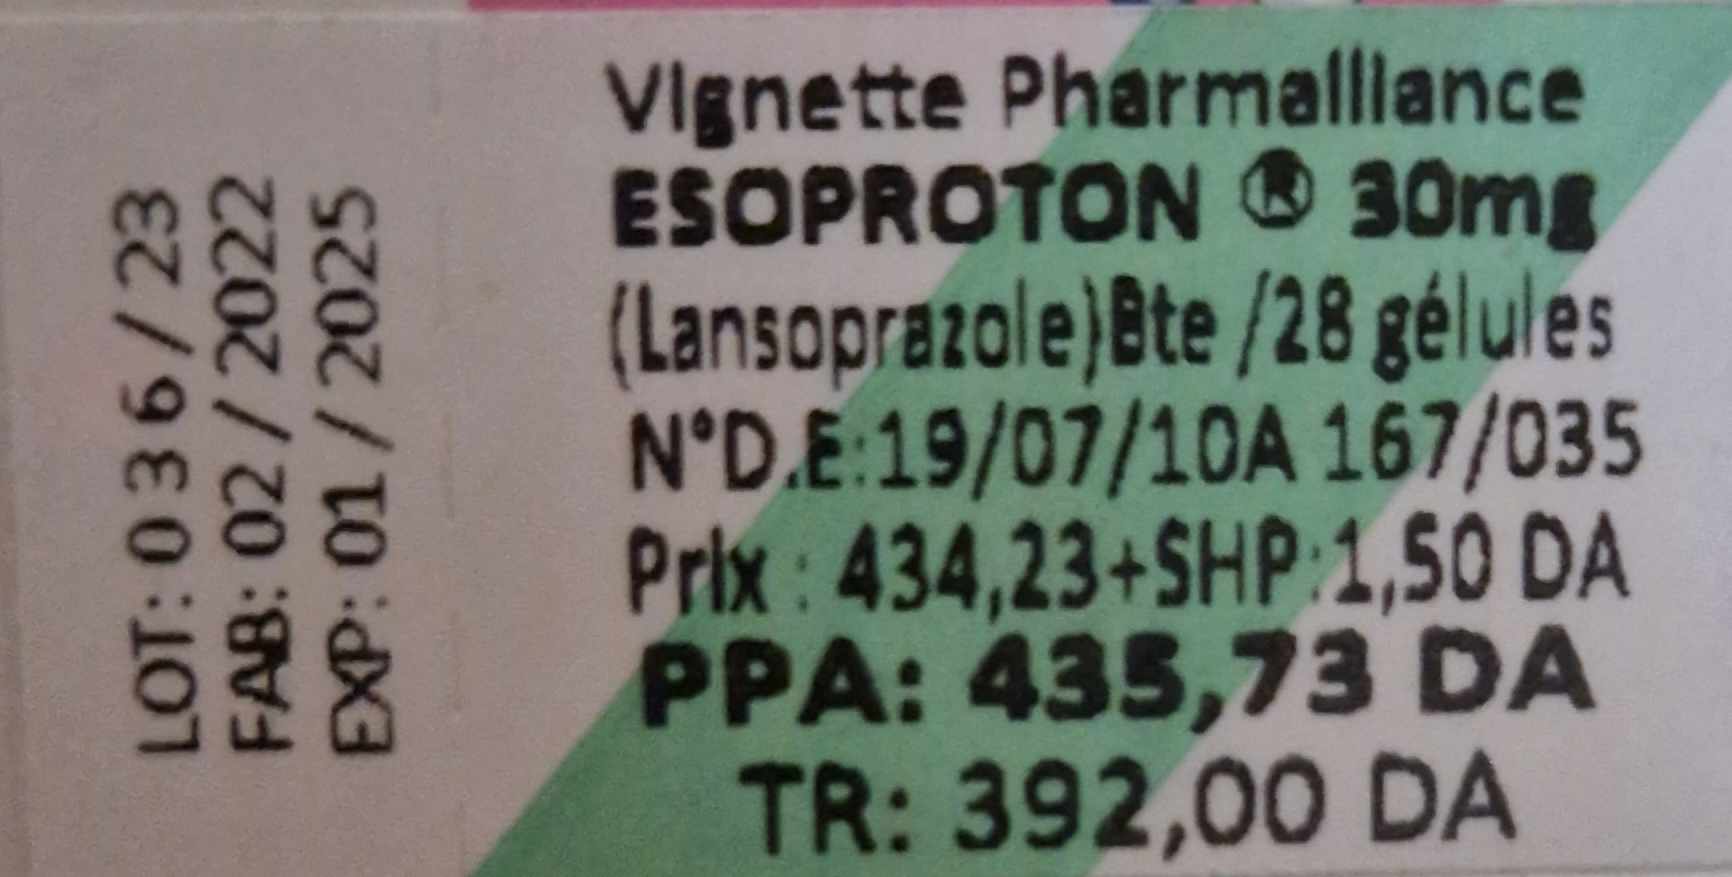 LOT: 036/23
FAB: 02/2022
EXP: 01/2025
Vignette Pharmalliance
ESOPROTON ® 30mg
(Lansoprazole)Bte /28 gélules
N°D.E:19/07/10A 167/035
Prix : 434,23+SHP:1,50 DA
PPA: 435,73 DA
TR: 392,00 DA